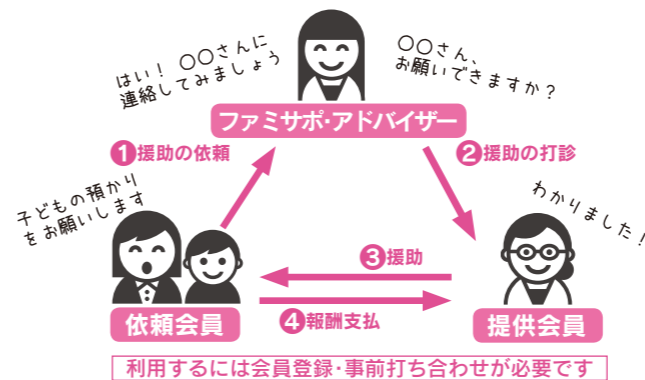 はい！ 〇〇さんに
連絡してみましょう
〇〇さん、
お願いできますか？
ファミサポ・アドバイザー
❶援助の依頼
❷援助の打診
子どもの預かり
をお願いします
わかりました！
❸援助
❹報酬支払
依頼会員
提供会員
利用するには会員登録・事前打ち合わせが必要です